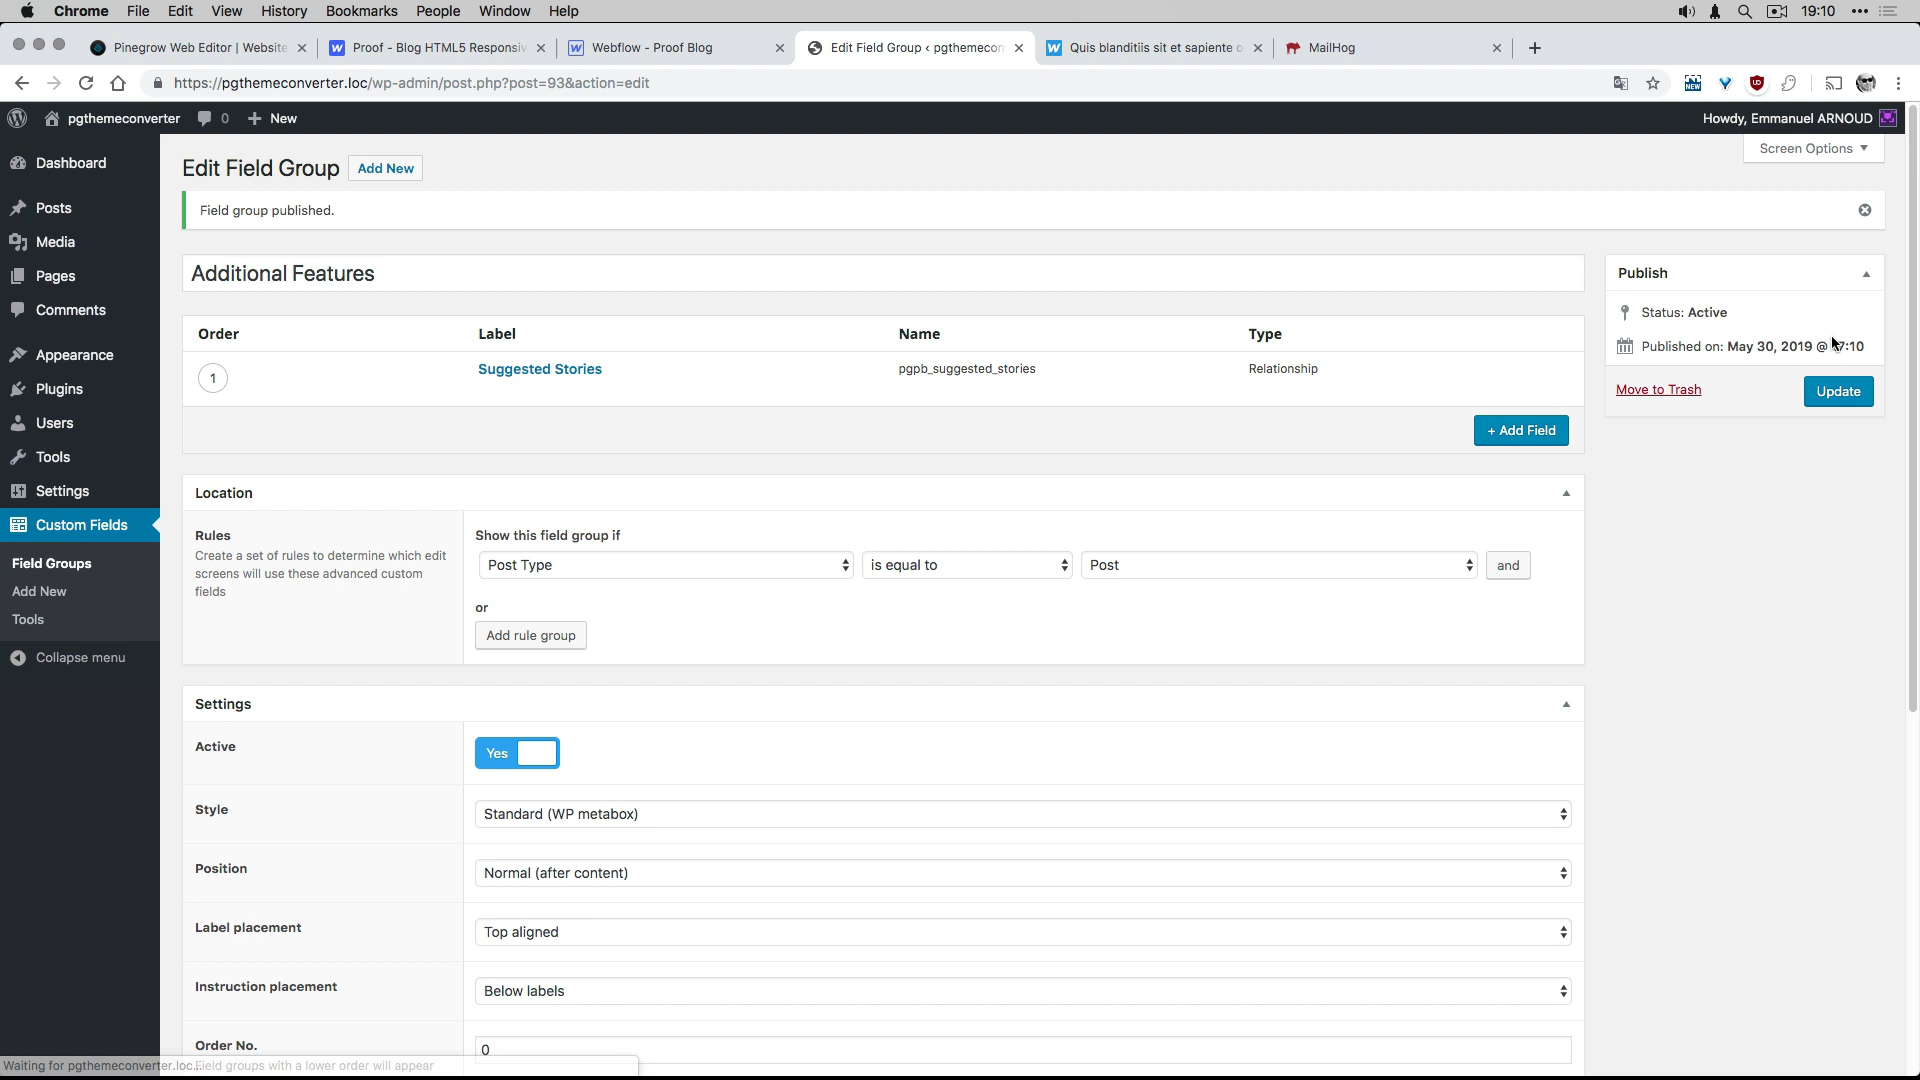 Chrome File Edit View History Bookmarks People Window Help 19:10
Pinegrow Web Editor | Website
Proof - Blog HTML5 Responsiv
Webflow - Proof Blog
Edit Field Group ‹ pgthemecon
Quis blanditiis sit et sapiente o
MailHog
https://pgthemeconverter.loc/wp-admin/post.php?post=93&action=edit
pgthemeconverter 0 + New
Howdy, Emmanuel ARNOUD
Screen Options
Dashboard
Posts
Media
Pages
Comments
Appearance
Plugins
Users
Tools
Settings
Custom Fields
Field Groups
Add New
Tools
Collapse menu
Edit Field Group Add New
Field group published.
Additional Features
Order Label Name Type
1 Suggested Stories pgpb_suggested_stories Relationship
+ Add Field
Location
Rules
Create a set of rules to determine which edit
screens will use these advanced custom
fields
Show this field group if
Post Type is equal to Post and
or
Add rule group
Settings
Active Yes
Style Standard (WP metabox)
Position Normal (after content)
Label placement Top aligned
Instruction placement Below labels
Order No. 0
Field groups with a lower order will appear
Publish
Status: Active
Published on: May 30, 2019 @ :10
Move to Trash Update
Waiting for pgthemeconverter.loc...